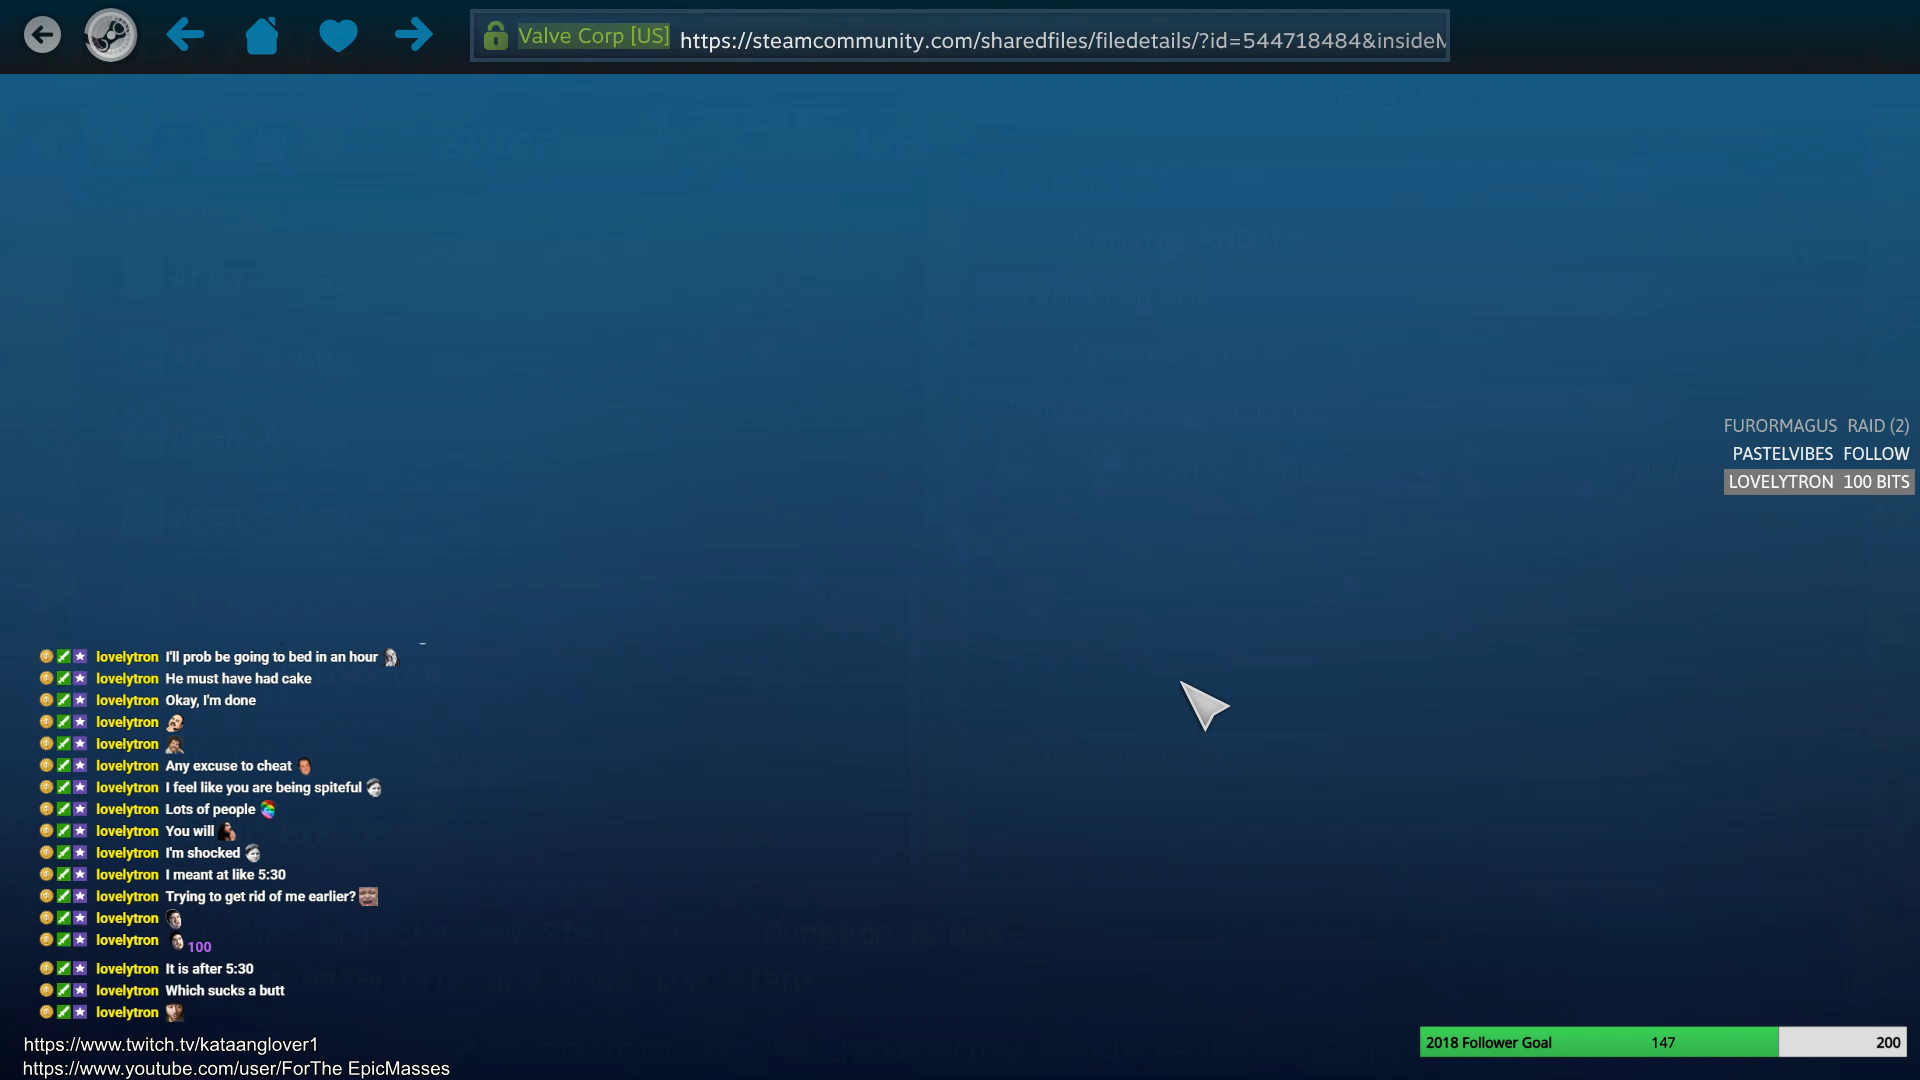 Valve Corp [US] https://steamcommunity.com/sharedfiles/filedetails/?id=544718484&insideM
FURORMAGUS RAID (2)
PASTELVIBES FOLLOW
LOVELYTRON 100 BITS
lovelytron I'll prob be going to bed in an hour
lovelytron He must have had cake
lovelytron Okay, I'm done
lovelytron
lovelytron
lovelytron Any excuse to cheat
lovelytron I feel like you are being spiteful
lovelytron Lots of people
lovelytron You will
lovelytron I'm shocked
lovelytron I meant at like 5:30
lovelytron Trying to get rid of me earlier?
lovelytron
lovelytron 100
lovelytron It is after 5:30
lovelytron Which sucks a butt
lovelytron
https://www.twitch.tv/kataanglover1
https://www.youtube.com/user/ForThe EpicMasses
2018 Follower Goal 147 200